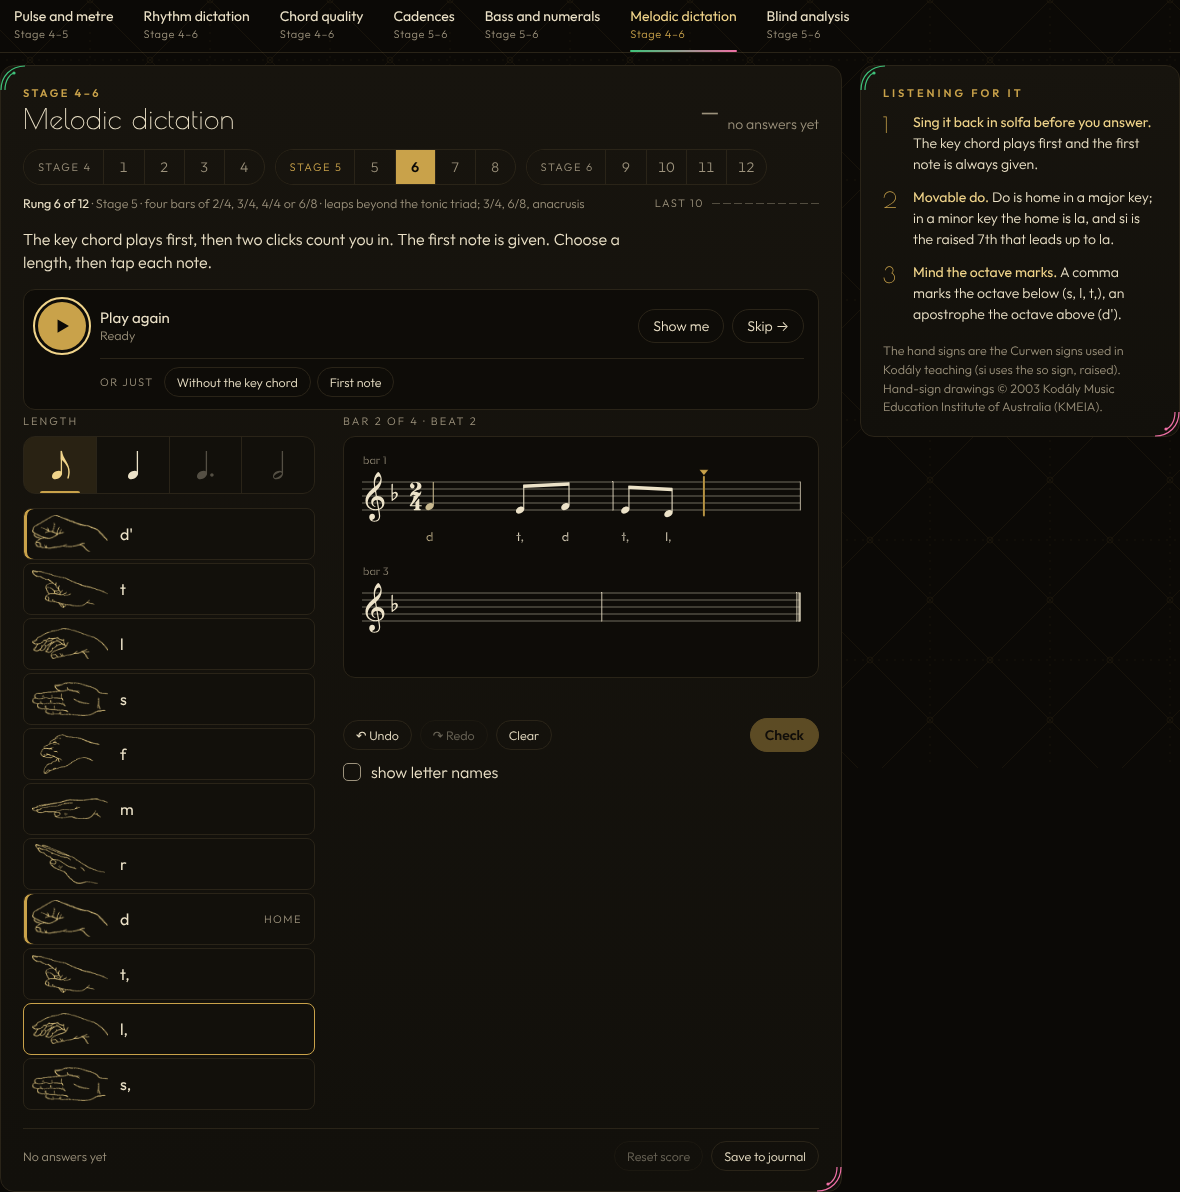 Pulse and metre
Stage 4–5
Rhythm dictation
Stage 4–6
Chord quality
Stage 4–6
Cadences
Stage 5–6
Bass and numerals
Stage 5–6
Melodic dictation
Stage 4–6
Blind analysis
Stage 5–6
STAGE 4–6
Melodic dictation
— no answers yet
STAGE 4 1 2 3 4
STAGE 5 5 6 7 8
STAGE 6 9 10 11 12
Rung 6 of 12 · Stage 5 · four bars of 2/4, 3/4, 4/4 or 6/8 · leaps beyond the tonic triad; 3/4, 6/8, anacrusis
LAST 10
The key chord plays first, then two clicks count you in. The first note is given. Choose a
length, then tap each note.
Play again
Ready
Show me
Skip →
OR JUST
Without the key chord
First note
LENGTH
d'
t
l
s
f
m
r
d HOME
t,
l,
s,
BAR 2 OF 4 · BEAT 2
bar 1
2
4
d t, d t, l,
bar 3
↶ Undo
↷ Redo
Clear
Check
show letter names
No answers yet
Reset score
Save to journal
LISTENING FOR IT
1 Sing it back in solfa before you answer.
The key chord plays first and the first
note is always given.
2 Movable do. Do is home in a major key;
in a minor key the home is la, and si is
the raised 7th that leads up to la.
3 Mind the octave marks. A comma
marks the octave below (s, l, t,), an
apostrophe the octave above (d’).
The hand signs are the Curwen signs used in
Kodály teaching (si uses the so sign, raised).
Hand-sign drawings © 2003 Kodály Music
Education Institute of Australia (KMEIA).